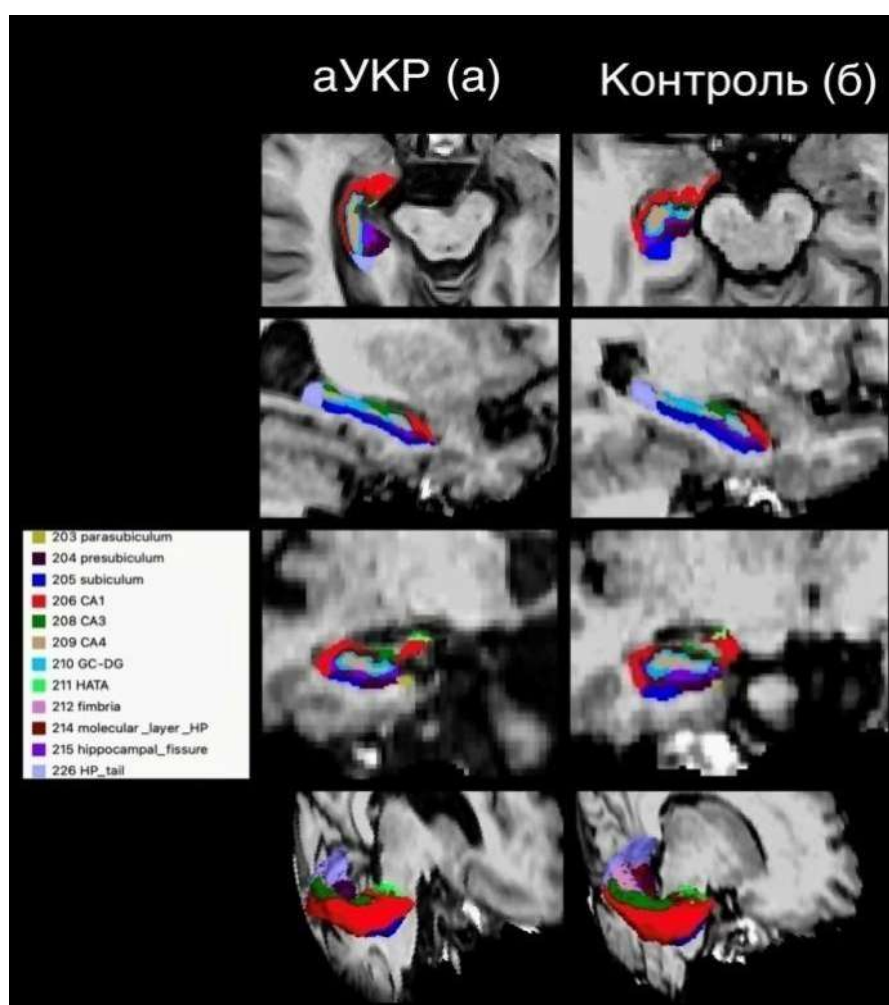 аУКР (а)
Контроль (б)
203 parasubiculum
204 presubiculum
205 subiculum
206 CA1
208 CA3
209 CA4
210 GC-DG
211 HATA
212 fimbria
214 molecular_layer_HP
215 hippocampal_fissure
226 HP_tail